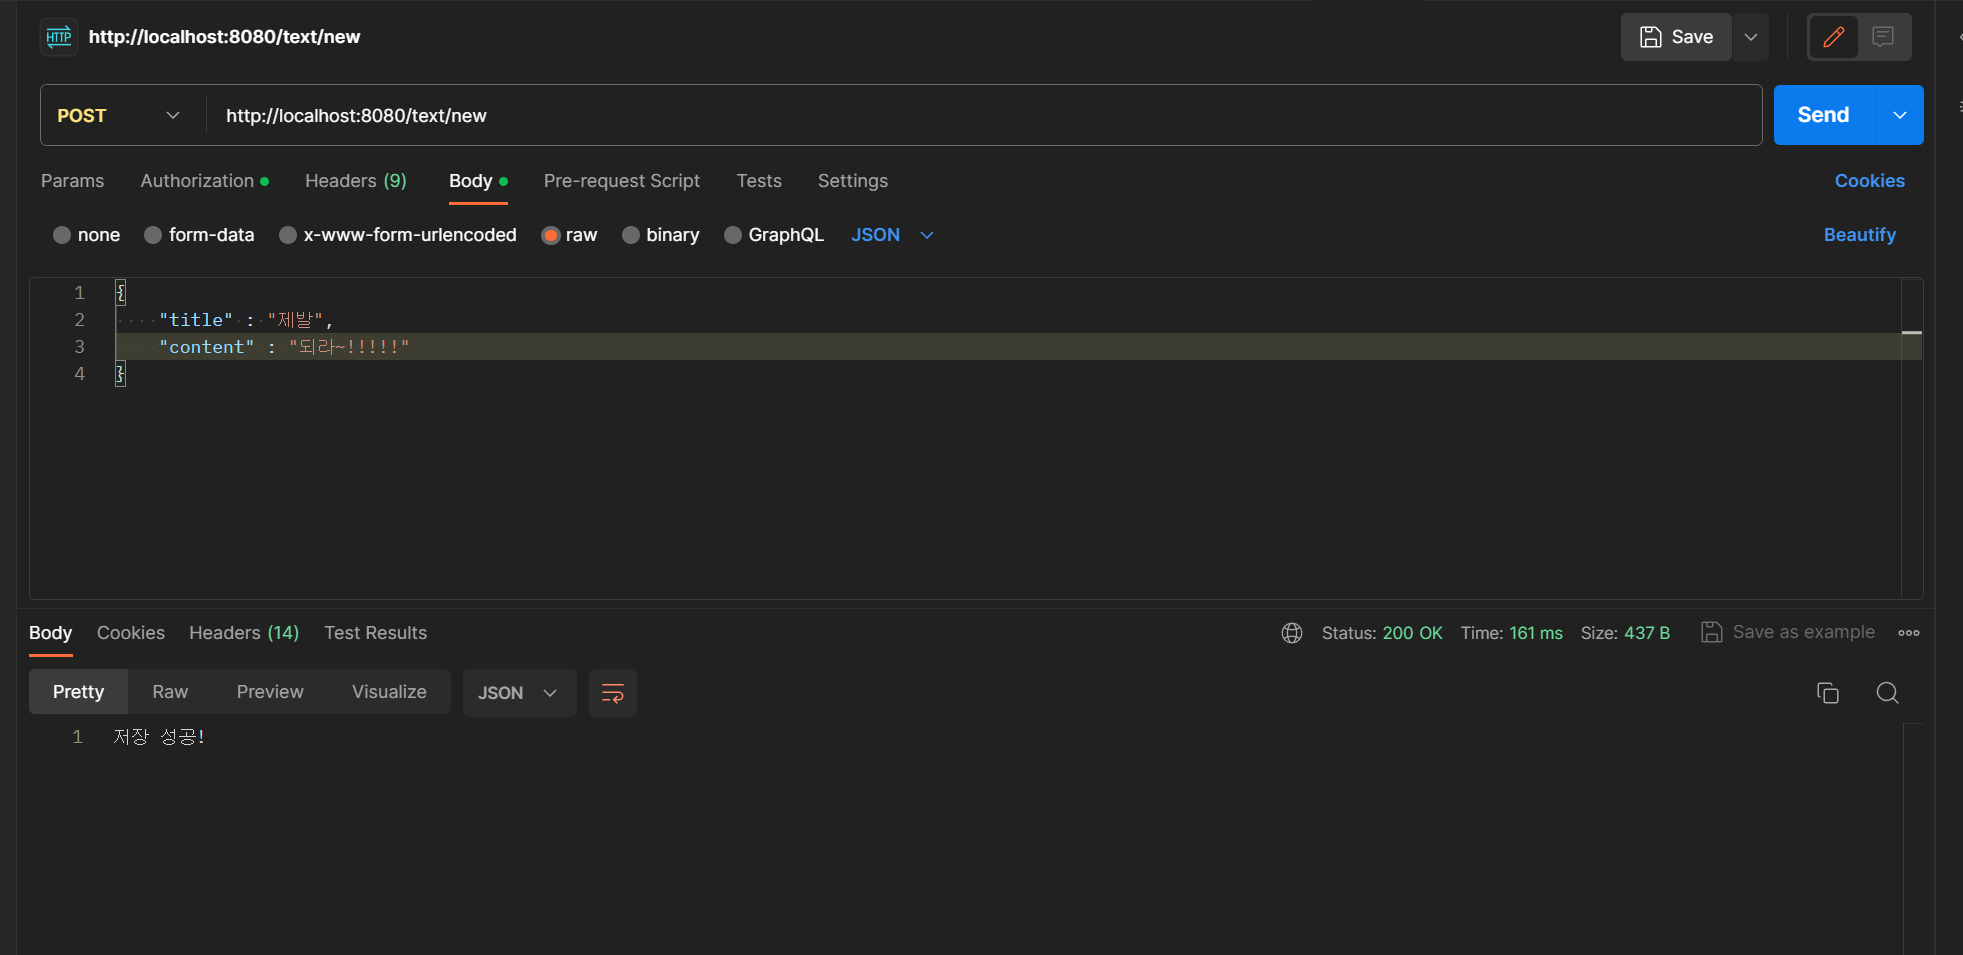 HTTP http://localhost:8080/text/new Save
POST http://localhost:8080/text/new Send
Params Authorization Headers (9) Body Pre-request Script Tests Settings Cookies
none form-data x-www-form-urlencoded raw binary GraphQL JSON Beautify
1 {
2 "title" : "제발",
3 "content" : "되라~!!!!!"
4 }
Body Cookies Headers (14) Test Results Status: 200 OK Time: 161 ms Size: 437 B Save as example
Pretty Raw Preview Visualize JSON
1 저장 성공!